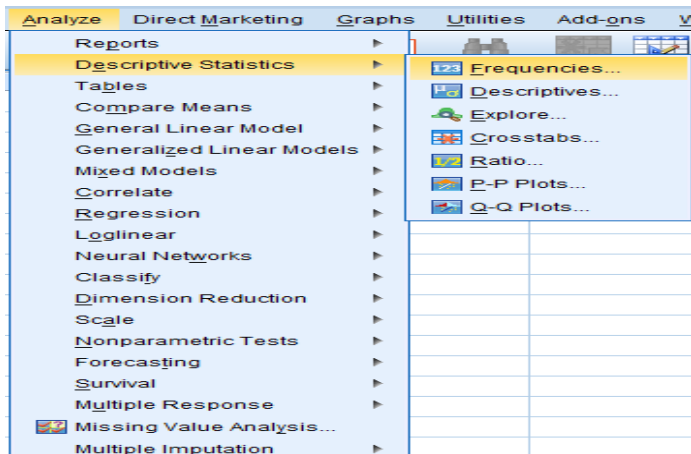 Analyze Direct Marketing Graphs Utilities Add-ons
Reports
Descriptive Statistics
Tables
Compare Means
General Linear Model
Generalized Linear Models
Mixed Models
Correlate
Regression
Loglinear
Neural Networks
Classify
Dimension Reduction
Scale
Nonparametric Tests
Forecasting
Survival
Multiple Response
Missing Value Analysis...
Multiple Imputation
123 Frequencies...
Descriptives...
Explore...
Crosstabs...
1/2 Ratio...
P-P Plots...
Q-Q Plots...